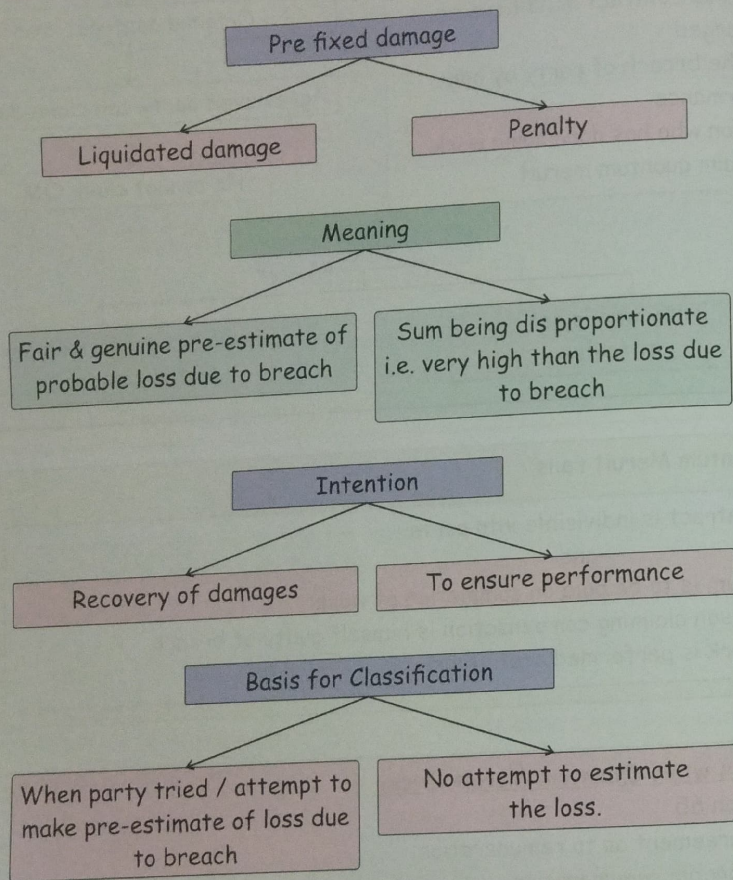 Pre fixed damage
Liquidated damage
Penalty
Meaning
Fair & genuine pre-estimate of
probable loss due to breach
Sum being dis proportionate
i.e. very high than the loss due
to breach
Intention
Recovery of damages
To ensure performance
Basis for Classification
When party tried / attempt to
make pre-estimate of loss due
to breach
No attempt to estimate
the loss.